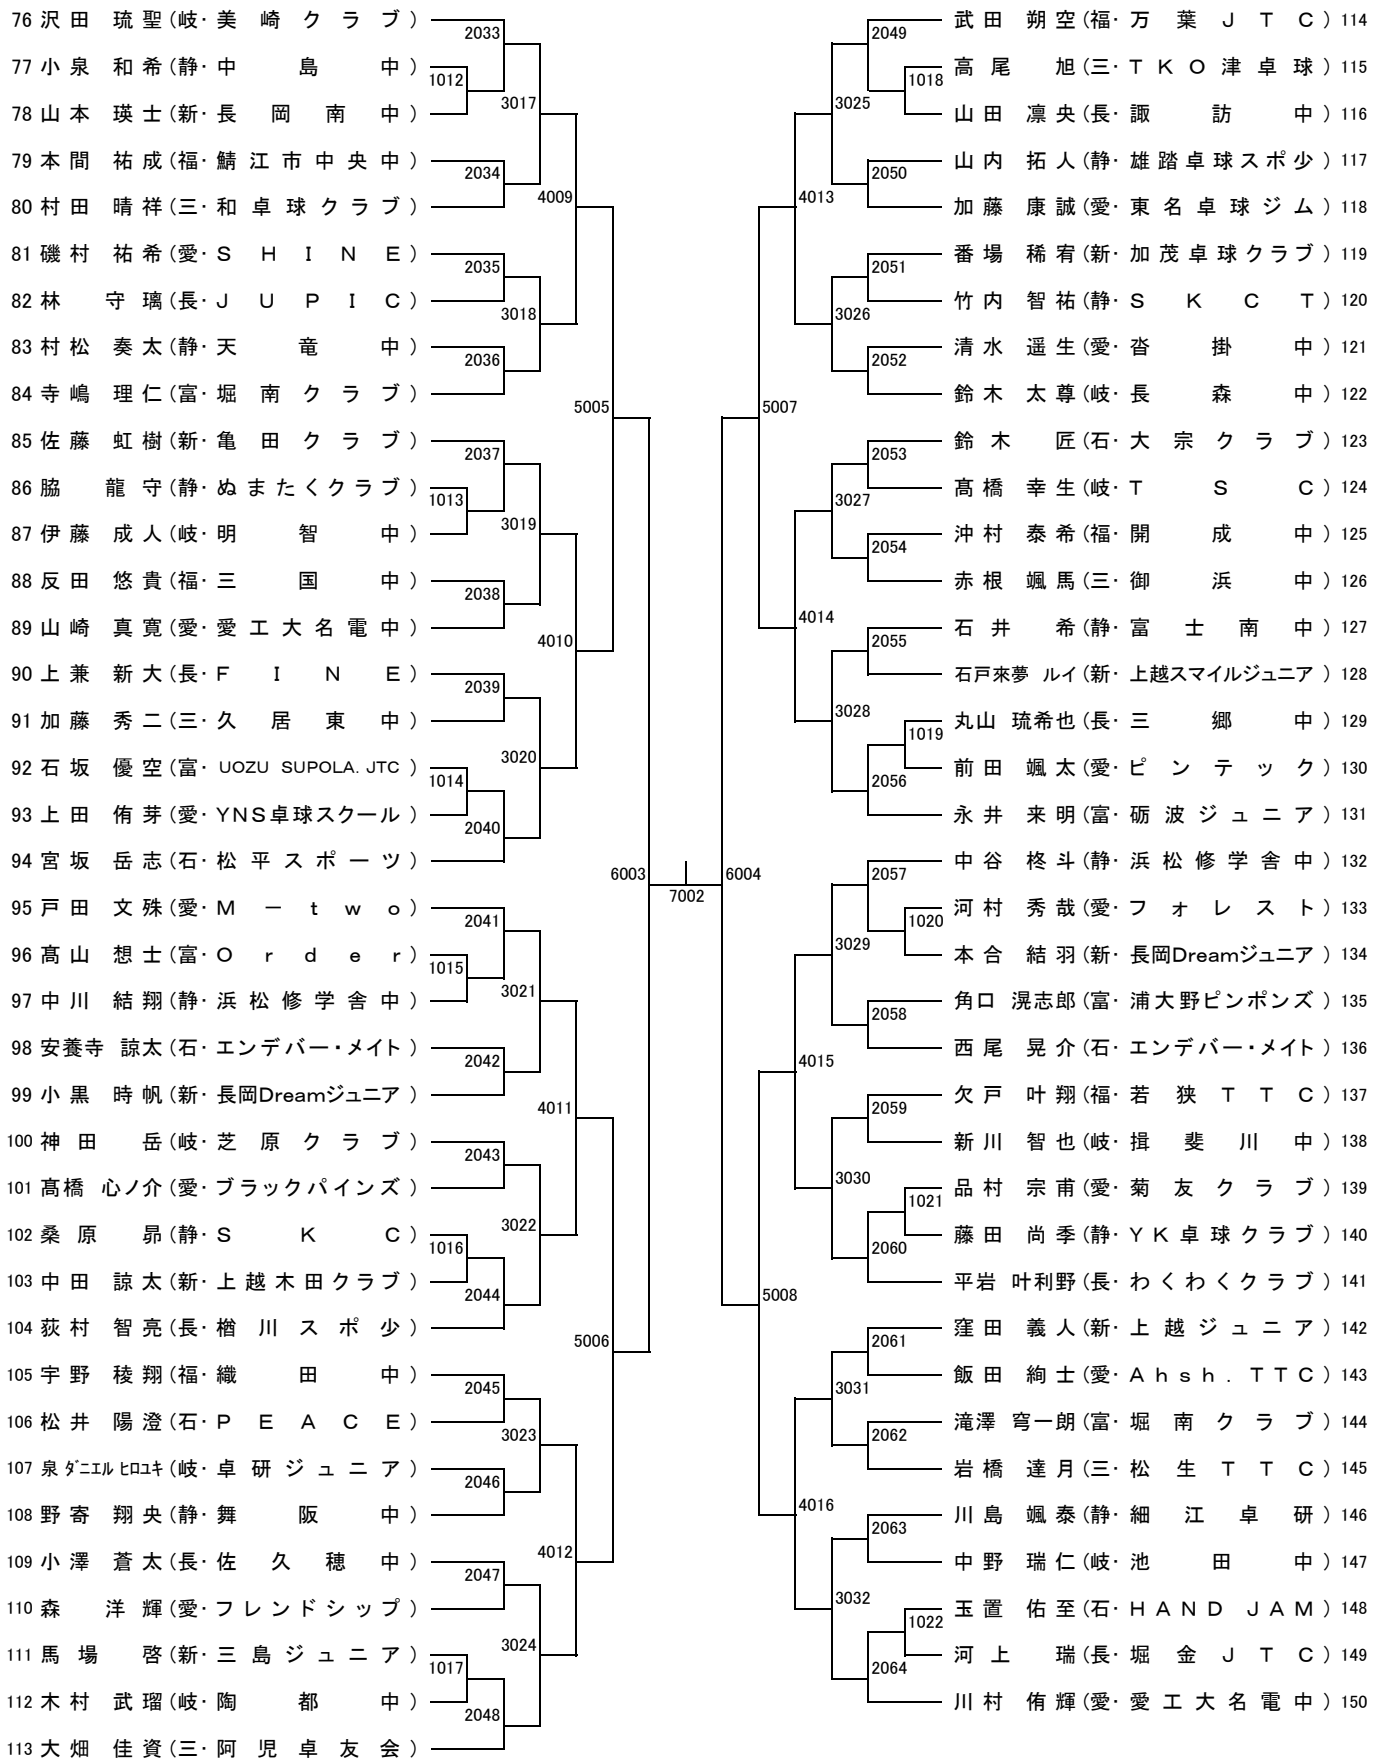 76 沢田 琉聖 (岐・美崎クラブ)
77 小泉 和希 (静・中島中)
78 山本 瑛士 (新・長岡南中)
79 本間 祐成 (福・鯖江市中央中)
80 村田 晴祥 (三・和卓球クラブ)
81 磯村 祐希 (愛・SHINE)
82 林 守璃 (長・JUPIC)
83 村松 奏太 (静・天竜中)
84 寺嶋 理仁 (富・堀南クラブ)
85 佐藤 虹樹 (新・亀田クラブ)
86 脇 龍守 (静・ぬまたくクラブ)
87 伊藤 成人 (岐・明智中)
88 反田 悠貴 (福・三国中)
89 山崎 真寛 (愛・愛工大名電中)
90 上兼 新大 (長・FINE)
91 加藤 秀二 (三・久居東中)
92 石坂 優空 (富・UOZU SUPOLA.JTC)
93 上田 侑芽 (愛・YNS卓球スクール)
94 宮坂 岳志 (石・松平スポーツ)
95 戸田 文殊 (愛・M-two)
96 髙山 想士 (富・Order)
97 中川 結翔 (静・浜松修学舎中)
98 安養寺 諒太 (石・エンデバー・メイト)
99 小黒 時帆 (新・長岡Dreamジュニア)
100 神田 岳 (岐・芝原クラブ)
101 髙橋 心ノ介 (愛・ブラックパインズ)
102 桑原 昴 (静・SKC)
103 中田 諒太 (新・上越木田クラブ)
104 荻村 智亮 (長・楢川スポ少)
105 宇野 稜翔 (福・織田中)
106 松井 陽澄 (石・PEACE)
107 泉 ダニエル ヒロユキ (岐・卓研ジュニア)
108 野寄 翔央 (静・舞阪中)
109 小澤 蒼太 (長・佐久穂中)
110 森 洋輝 (愛・フレンドシップ)
111 馬場 啓 (新・三島ジュニア)
112 木村 武瑠 (岐・陶都中)
113 大畑 佳資 (三・阿児卓友会)
1012
1013
1014
1015
1016
1017
2033
2034
2035
2036
2037
2038
2039
2040
2041
2042
2043
2044
2045
2046
2047
2048
3017
3018
3019
3020
3021
3022
3023
3024
4009
4010
4011
4012
5005
5006
6003
7002
6004
5007
5008
4013
4014
4015
4016
3025
3026
3027
3028
3029
3030
3031
3032
2049
2050
2051
2052
2053
2054
2055
2056
2057
2058
2059
2060
2061
2062
2063
2064
1018
1019
1020
1021
1022
武田 朔空 (福・万葉JTC) 114
高尾 旭 (三・TKO津卓球) 115
山田 凛央 (長・諏訪中) 116
山内 拓人 (静・雄踏卓球スポ少) 117
加藤 康誠 (愛・東名卓球ジム) 118
番場 稀宥 (新・加茂卓球クラブ) 119
竹内 智祐 (静・SKCT) 120
清水 遥生 (愛・沓掛中) 121
鈴木 太尊 (岐・長森中) 122
鈴木 匠 (石・大宗クラブ) 123
髙橋 幸生 (岐・TSC) 124
沖村 泰希 (福・開成中) 125
赤根 颯馬 (三・御浜中) 126
石井 希 (静・富士南中) 127
石戸來夢 ルイ (新・上越スマイルジュニア) 128
丸山 琉希也 (長・三郷中) 129
前田 颯太 (愛・ピンテック) 130
永井 来明 (富・砺波ジュニア) 131
中谷 柊斗 (静・浜松修学舎中) 132
河村 秀哉 (愛・フォレスト) 133
本合 結羽 (新・長岡Dreamジュニア) 134
角口 滉志郎 (富・浦大野ピンポンズ) 135
西尾 晃介 (石・エンデバー・メイト) 136
欠戸 叶翔 (福・若狭TTC) 137
新川 智也 (岐・揖斐川中) 138
品村 宗甫 (愛・菊友クラブ) 139
藤田 尚季 (静・YK卓球クラブ) 140
平岩 叶利野 (長・わくわくクラブ) 141
窪田 義人 (新・上越ジュニア) 142
飯田 絢士 (愛・Ahsh.TTC) 143
滝澤 穹一朗 (富・堀南クラブ) 144
岩橋 達月 (三・松生TTC) 145
川島 颯泰 (静・細江卓研) 146
中野 瑞仁 (岐・池田中) 147
玉置 佑至 (石・HAND JAM) 148
河上 瑞 (長・堀金JTC) 149
川村 侑輝 (愛・愛工大名電中) 150